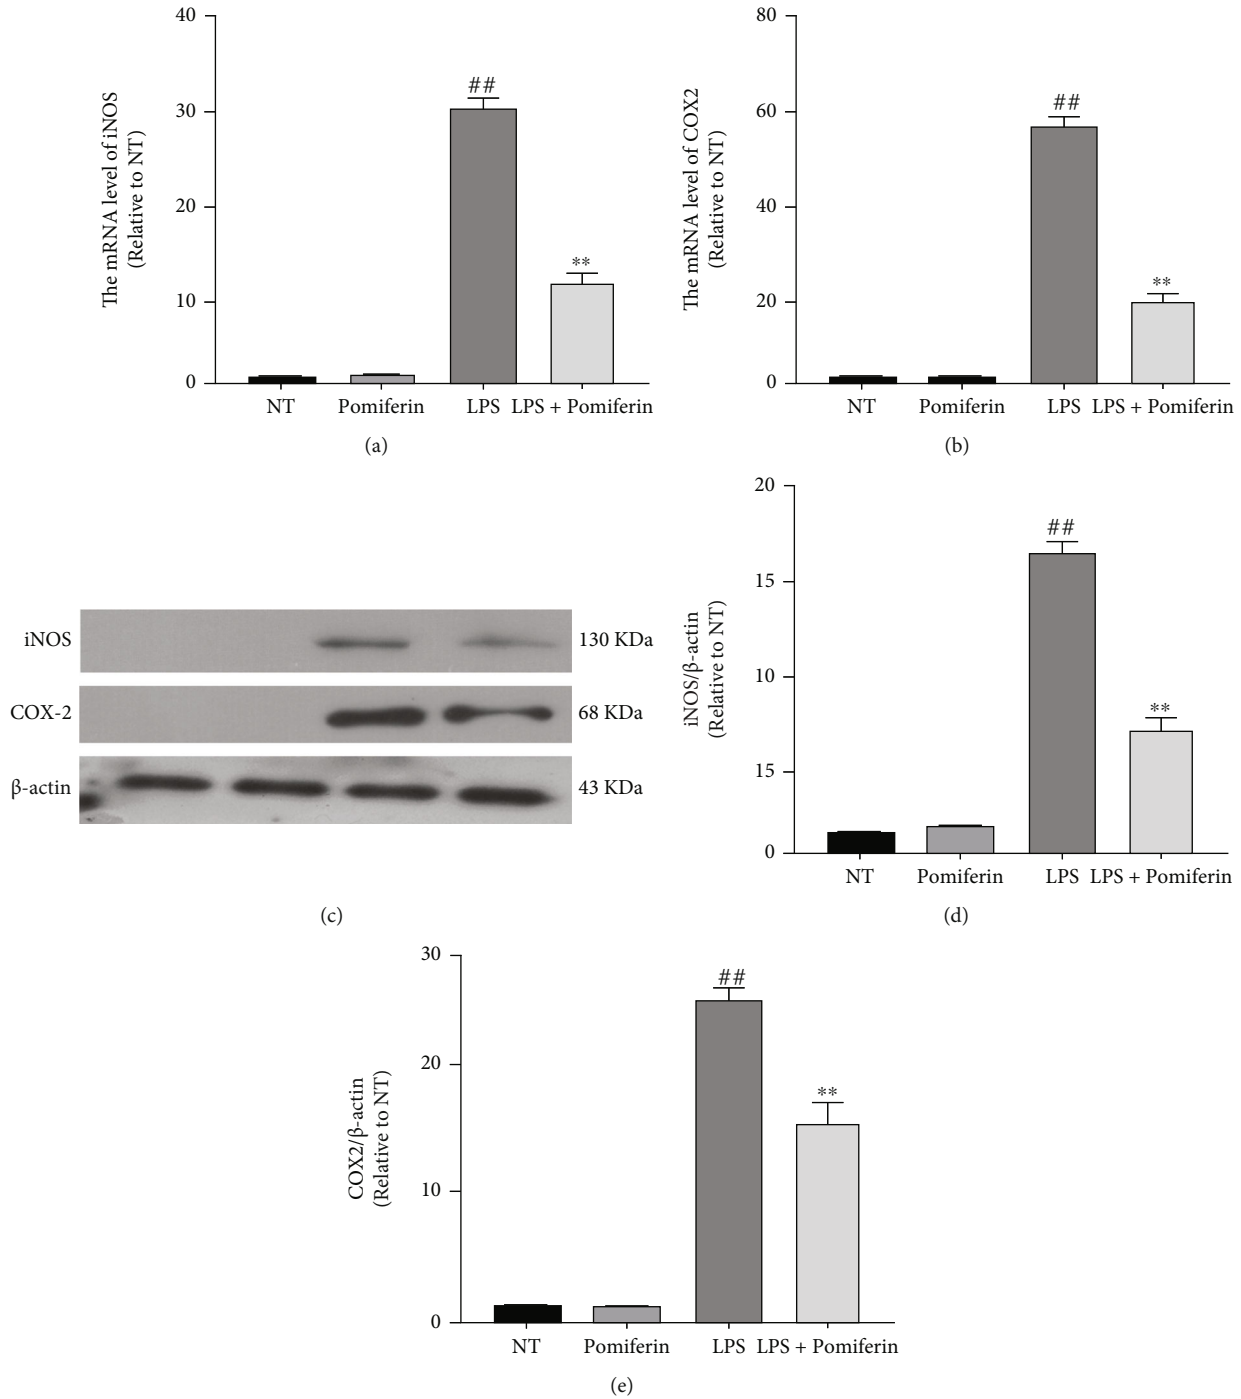 40
30
20
10
0
The mRNA level of iNOS
(Relative to NT)
##
**
NT Pomiferin LPS LPS + Pomiferin
(a)
80
60
40
20
0
The mRNA level of COX2
(Relative to NT)
##
**
NT Pomiferin LPS LPS + Pomiferin
(b)
iNOS 130 KDa
COX-2 68 KDa
β-actin 43 KDa
(c)
20
15
10
15
0
iNOS/β-actin
(Relative to NT)
##
**
NT Pomiferin LPS LPS + Pomiferin
(d)
30
20
10
0
COX2/β-actin
(Relative to NT)
##
**
NT Pomiferin LPS LPS + Pomiferin
(e)